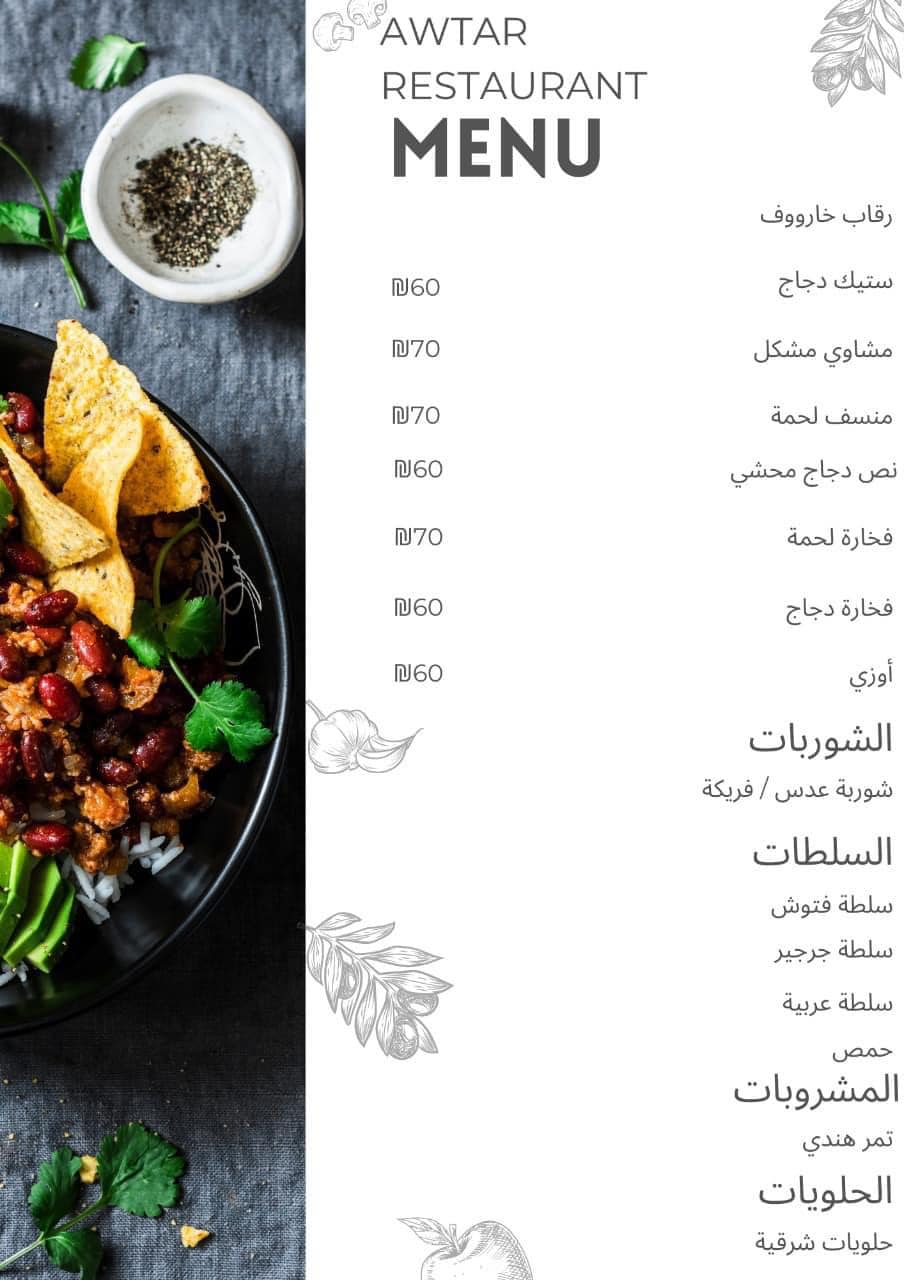 AWTAR
RESTAURANT
MENU
رقاب خارووف
ستيك دجاج ₪60
مشاوي مشكل ₪70
منسف لحمة ₪70
نص دجاج محشي ₪60
فخارة لحمة ₪70
فخارة دجاج ₪60
أوزي ₪60
الشوربات
شوربة عدس / فريكة
السلطات
سلطة فتوش
سلطة جرجير
سلطة عربية
حمص
المشروبات
تمر هندي
الحلويات
حلويات شرقية